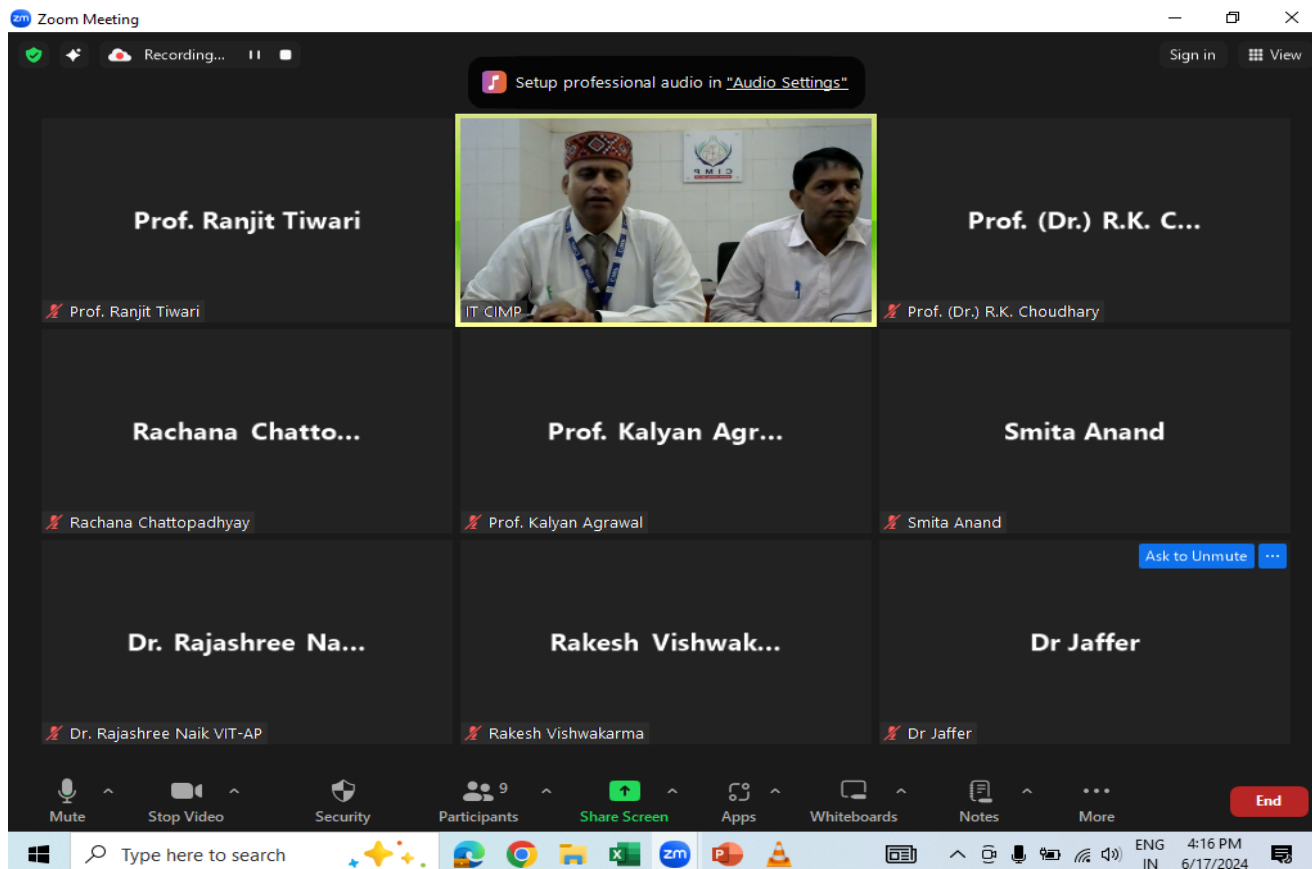 zm Zoom Meeting
Recording...
Sign in
View
Setup professional audio in "Audio Settings"
Prof. Ranjit Tiwari
Prof. Ranjit Tiwari
CIMP
IT CIMP
Prof. (Dr.) R.K. C...
Prof. (Dr.) R.K. Choudhary
Rachana Chatto...
Rachana Chattopadhyay
Prof. Kalyan Agr...
Prof. Kalyan Agrawal
Smita Anand
Smita Anand
Dr. Rajashree Na...
Dr. Rajashree Naik VIT-AP
Rakesh Vishwak...
Rakesh Vishwakarma
Ask to Unmute ...
Dr Jaffer
Dr Jaffer
Mute
Stop Video
Security
9
Participants
Share Screen
Apps
Whiteboards
Notes
More
End
Type here to search
zm
ENG
IN
4:16 PM
6/17/2024